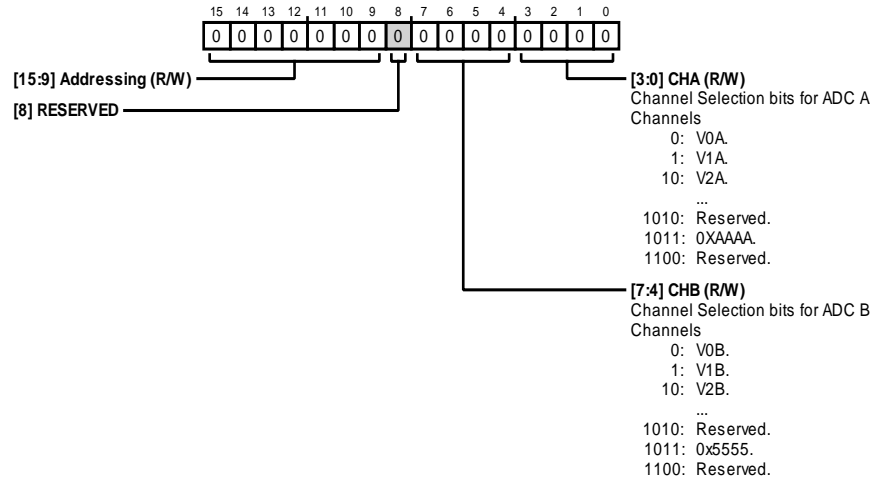 15 14 13 12 11 10 9 8 7 6 5 4 3 2 1 0
0 0 0 0 0 0 0 0 0 0 0 0 0 0 0 0
[15:9] Addressing (R/W)
[8] RESERVED
[3:0] CHA (R/W)
Channel Selection bits for ADC A
Channels
0: V0A.
1: V1A.
10: V2A.
...
1010: Reserved.
1011: 0XAAAA.
1100: Reserved.
[7:4] CHB (R/W)
Channel Selection bits for ADC B
Channels
0: V0B.
1: V1B.
10: V2B.
...
1010: Reserved.
1011: 0x5555.
1100: Reserved.